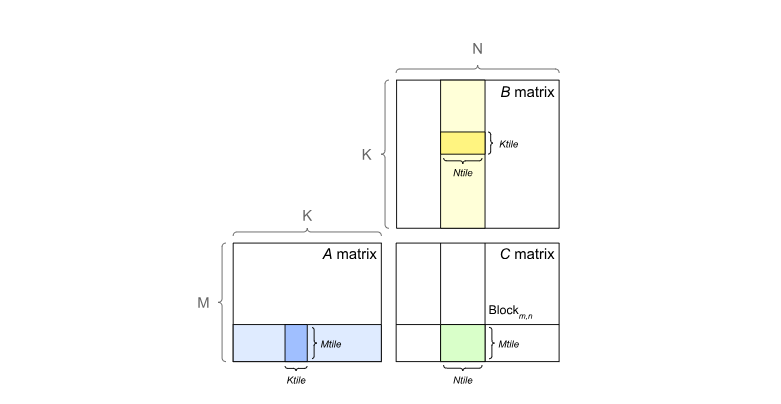 N
B matrix
K
Ktile
Ntile
K
A matrix
C matrix
M
Block m,n
Mtile
Mtile
Ktile
Ntile